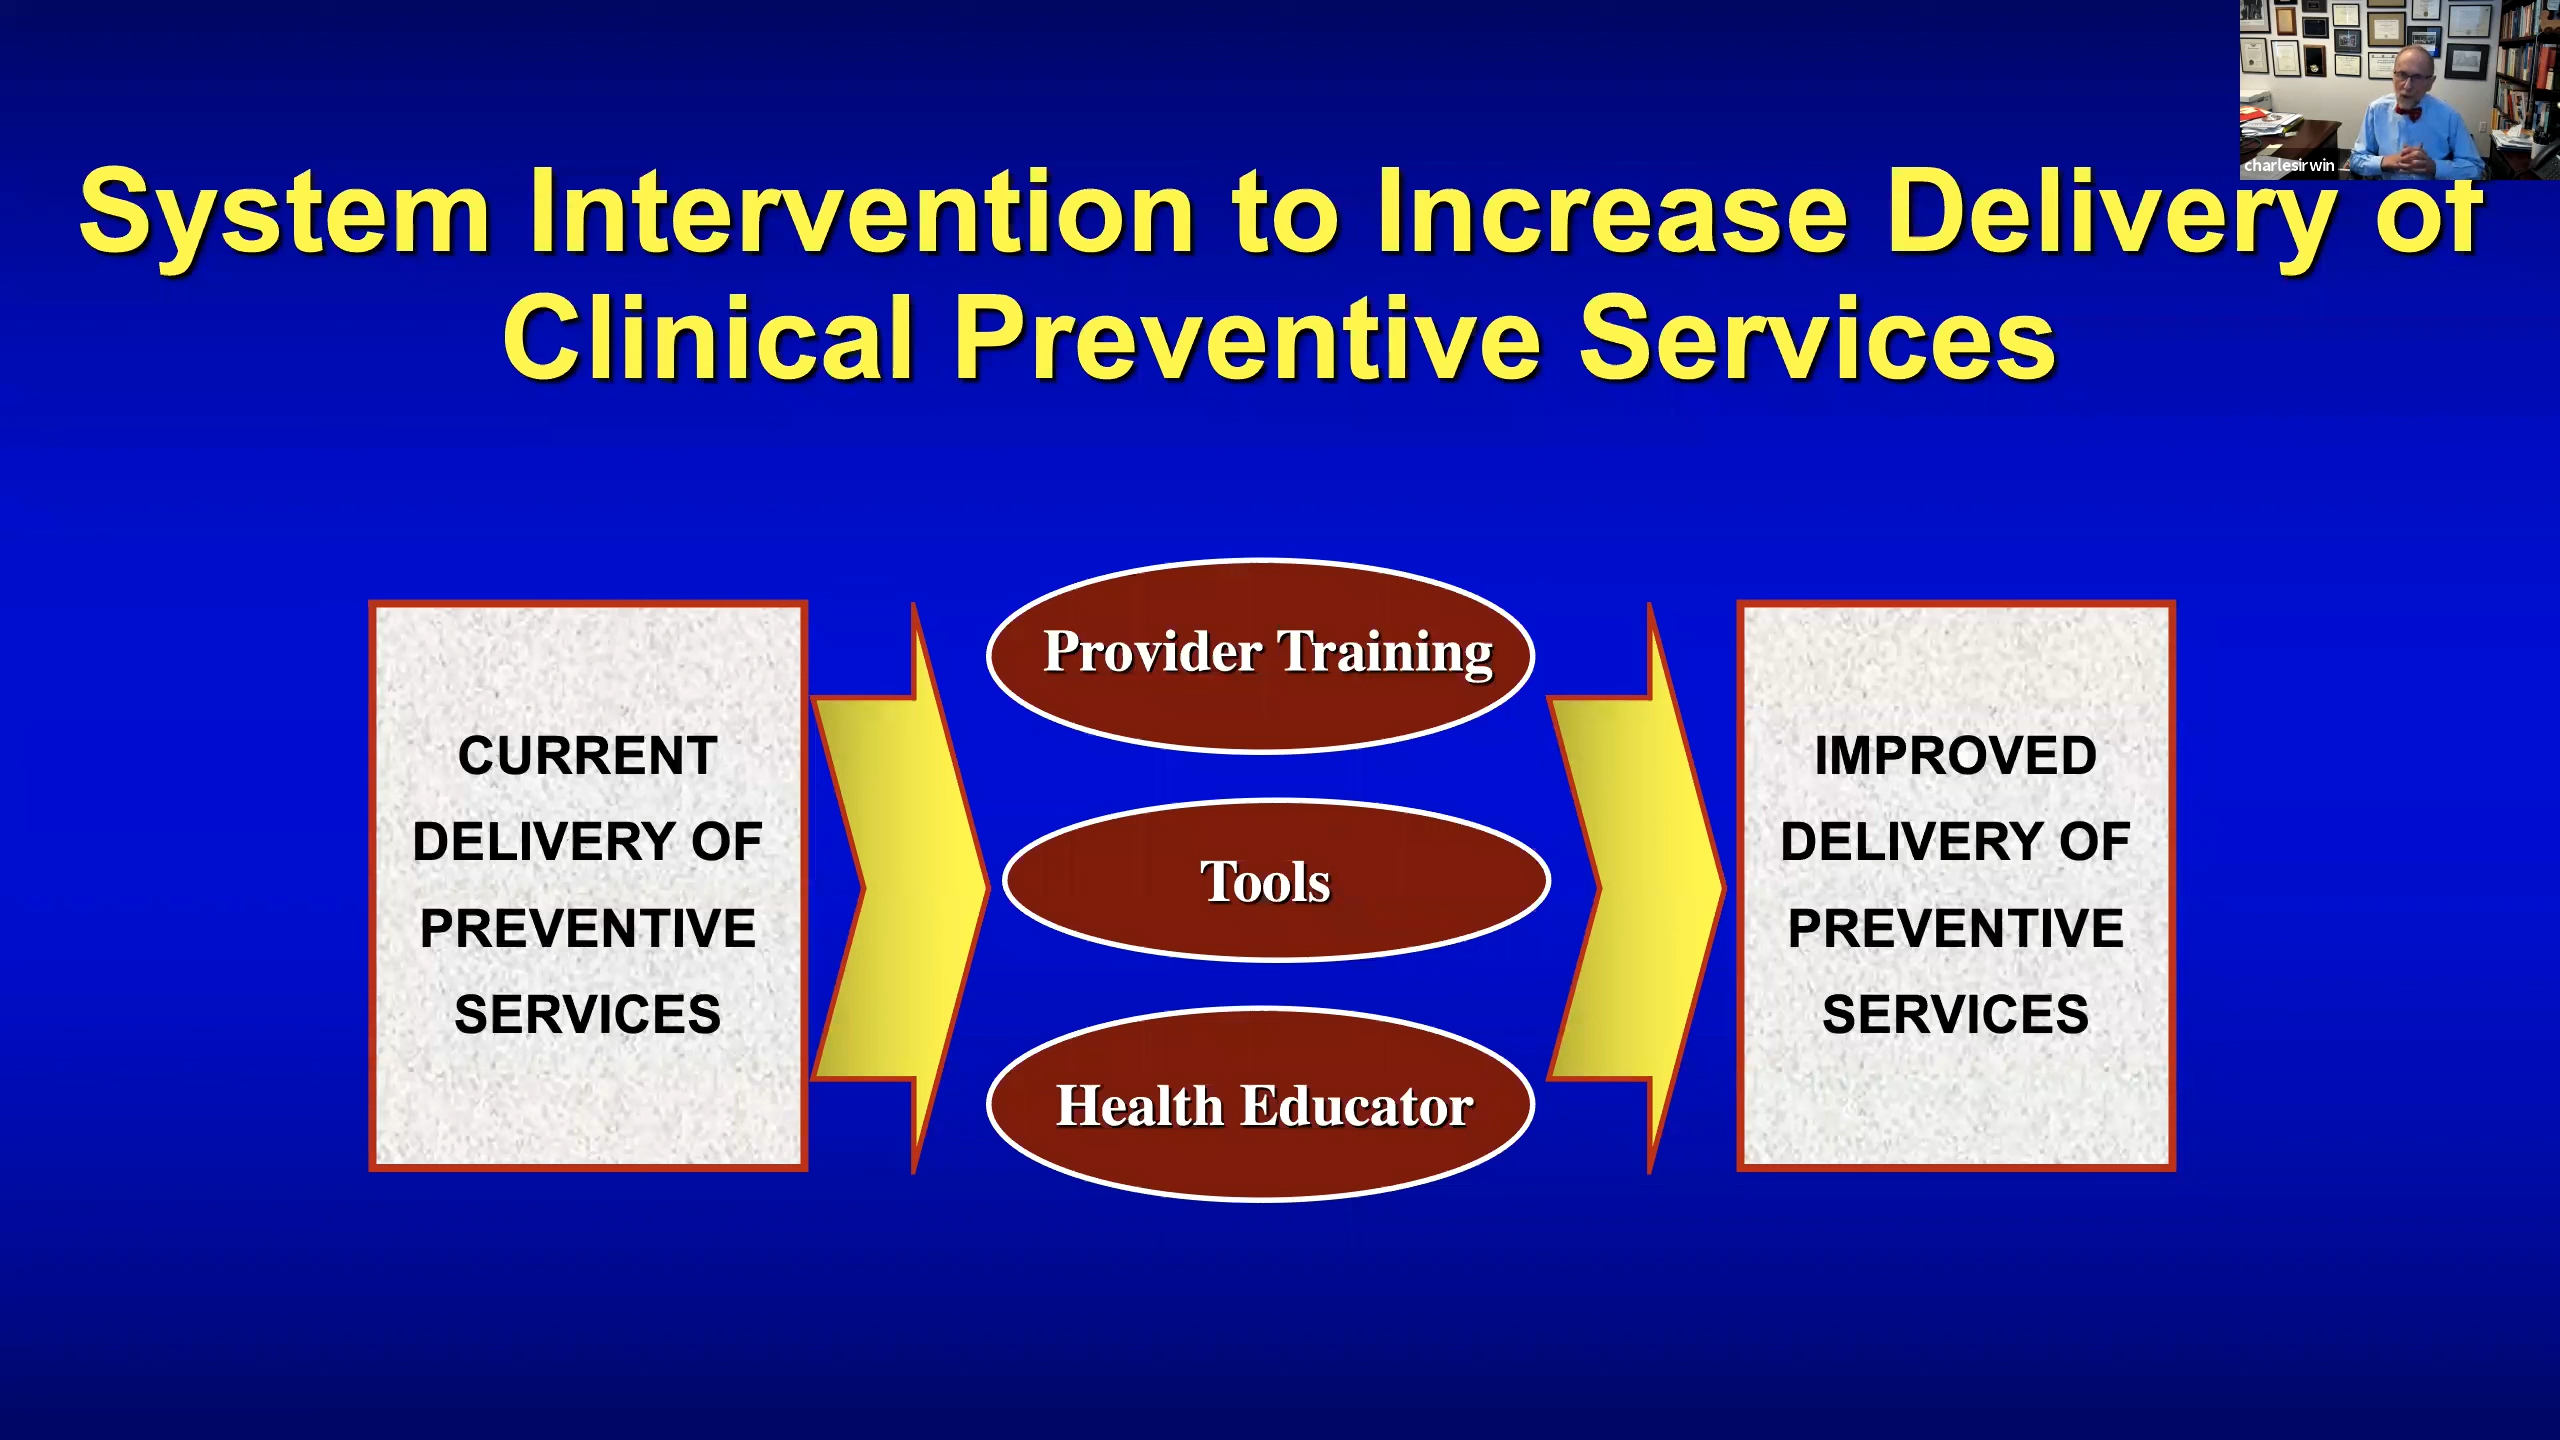 charlesirwin
System Intervention to Increase Delivery of
Clinical Preventive Services
CURRENT
DELIVERY OF
PREVENTIVE
SERVICES
Provider Training
Tools
Health Educator
IMPROVED
DELIVERY OF
PREVENTIVE
SERVICES